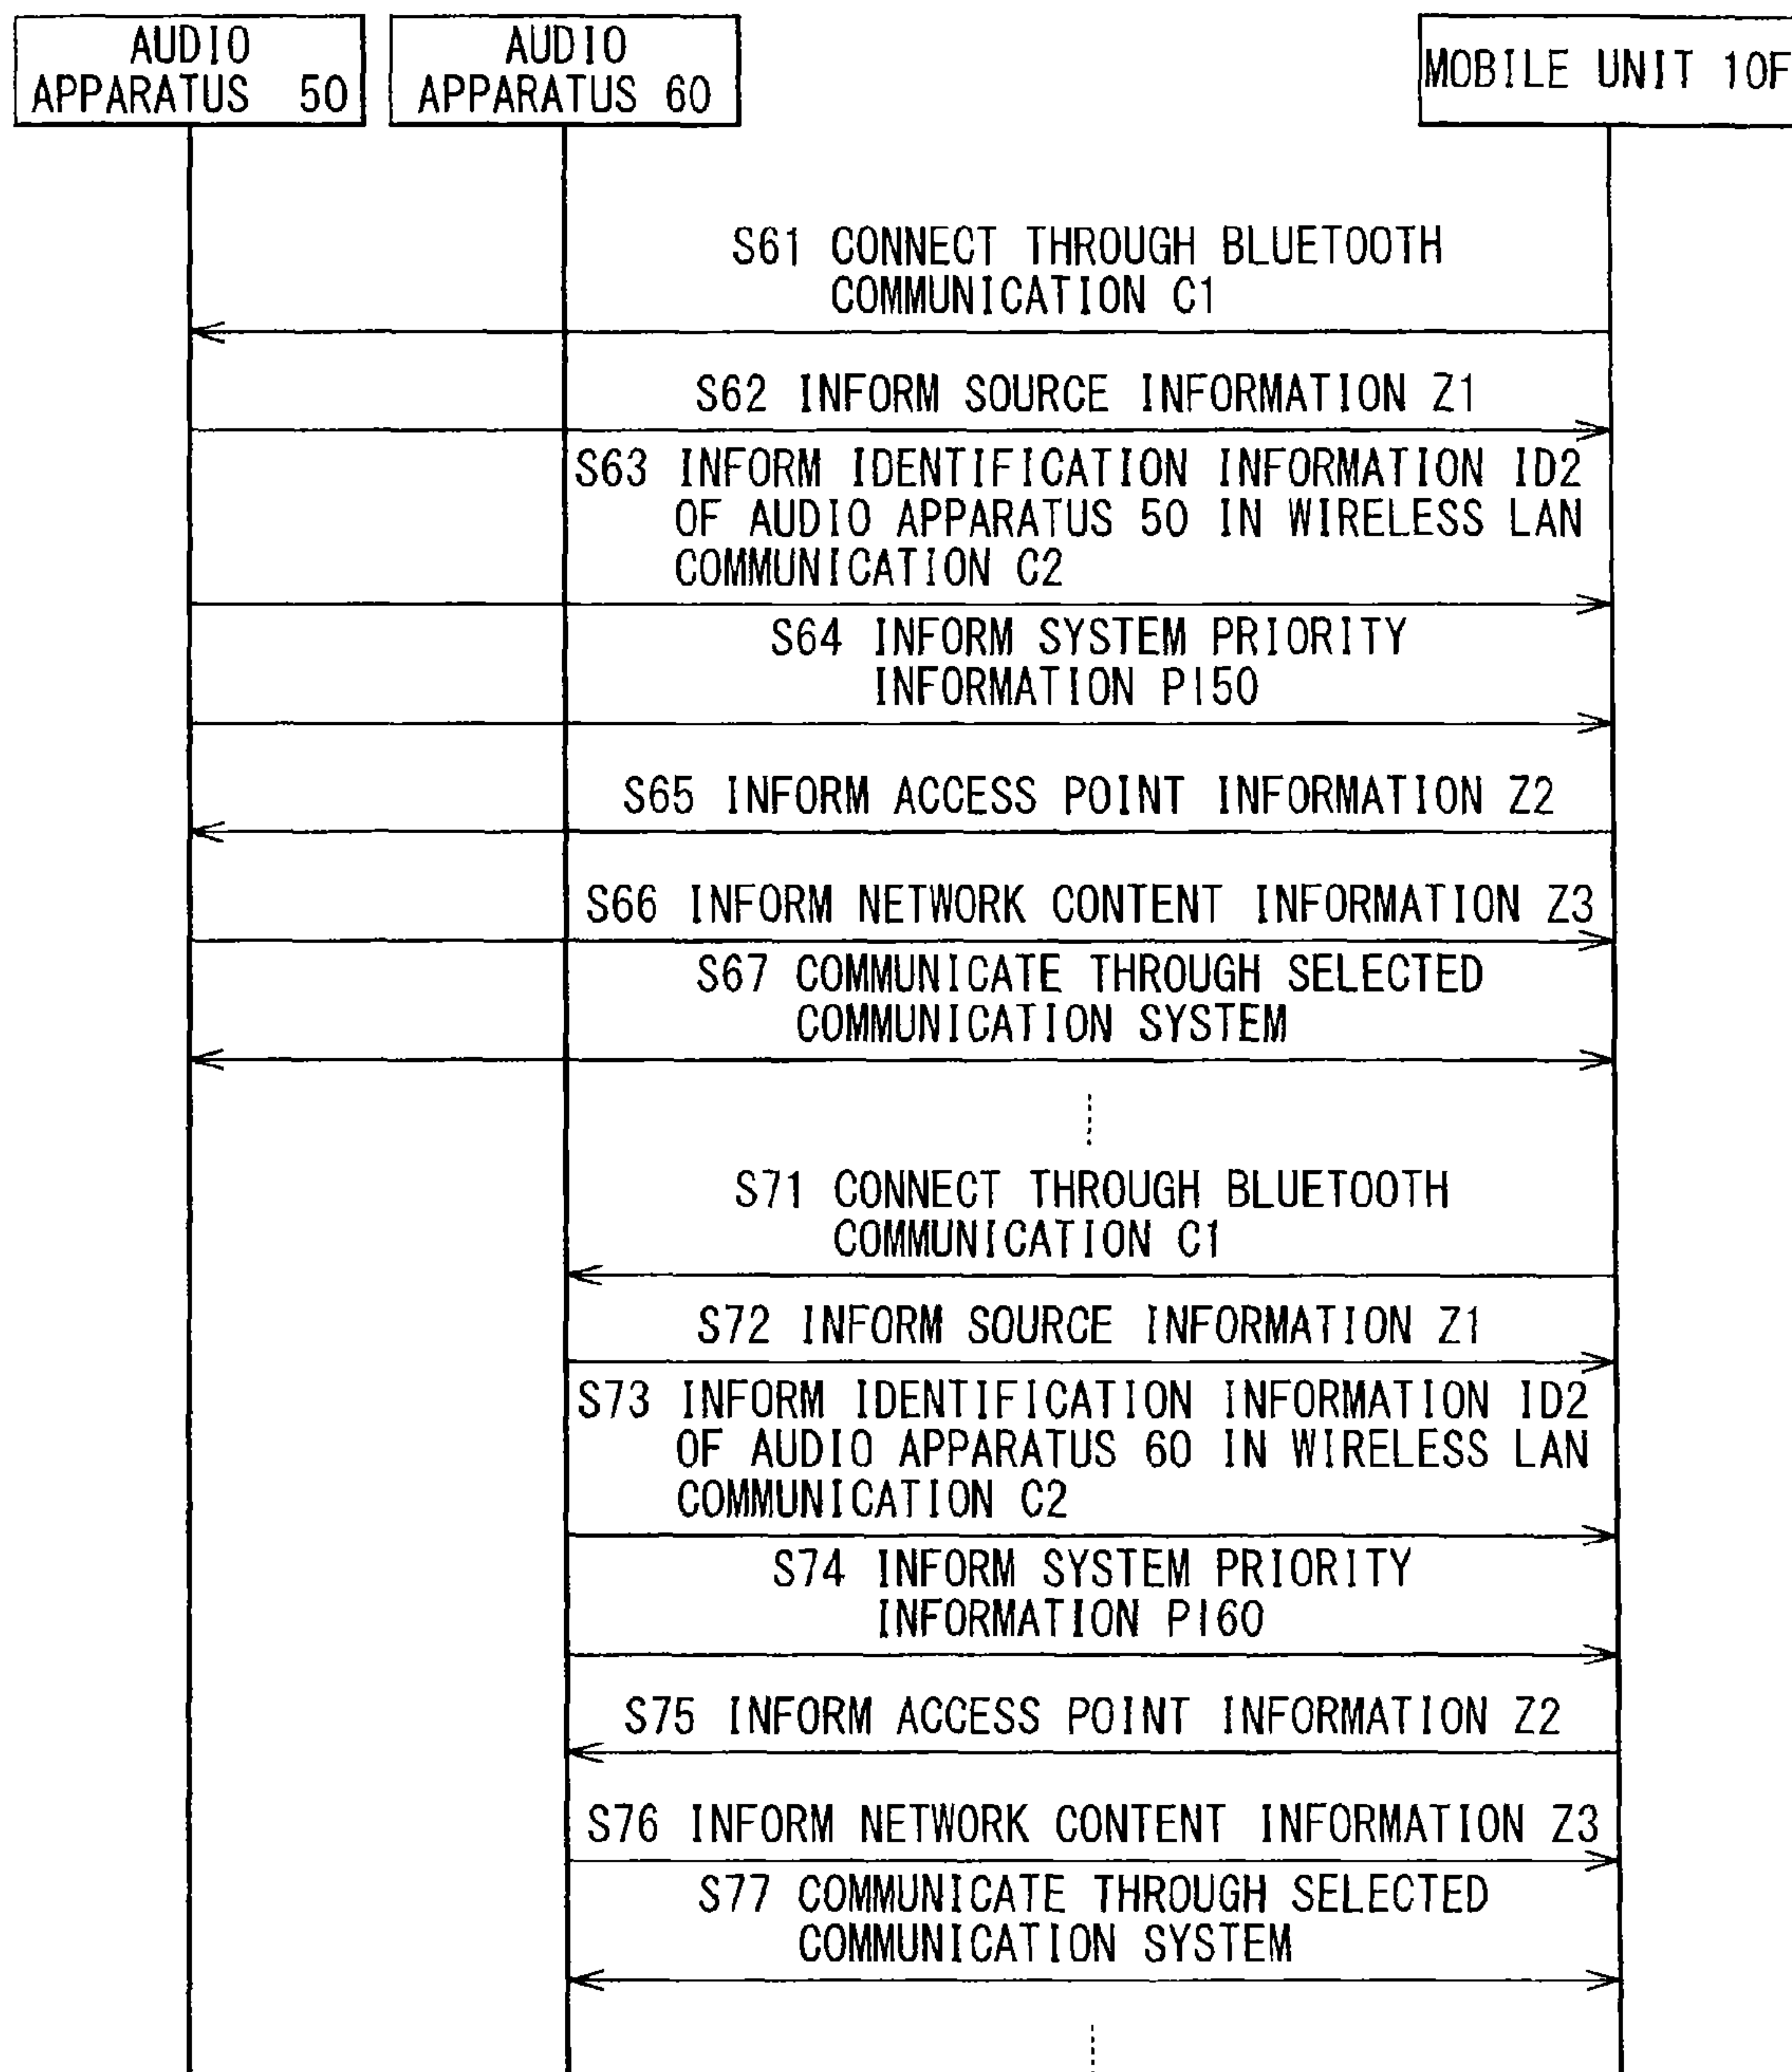 AUDIO
APPARATUS 50
AUDIO
APPARATUS 60
MOBILE UNIT 10F
S61 CONNECT THROUGH BLUETOOTH
COMMUNICATION C1
S62 INFORM SOURCE INFORMATION Z1
S63 INFORM IDENTIFICATION INFORMATION ID2
OF AUDIO APPARATUS 50 IN WIRELESS LAN
COMMUNICATION C2
S64 INFORM SYSTEM PRIORITY
INFORMATION PI50
S65 INFORM ACCESS POINT INFORMATION Z2
S66 INFORM NETWORK CONTENT INFORMATION Z3
S67 COMMUNICATE THROUGH SELECTED
COMMUNICATION SYSTEM
S71 CONNECT THROUGH BLUETOOTH
COMMUNICATION C1
S72 INFORM SOURCE INFORMATION Z1
S73 INFORM IDENTIFICATION INFORMATION ID2
OF AUDIO APPARATUS 60 IN WIRELESS LAN
COMMUNICATION C2
S74 INFORM SYSTEM PRIORITY
INFORMATION PI60
S75 INFORM ACCESS POINT INFORMATION Z2
S76 INFORM NETWORK CONTENT INFORMATION Z3
S77 COMMUNICATE THROUGH SELECTED
COMMUNICATION SYSTEM